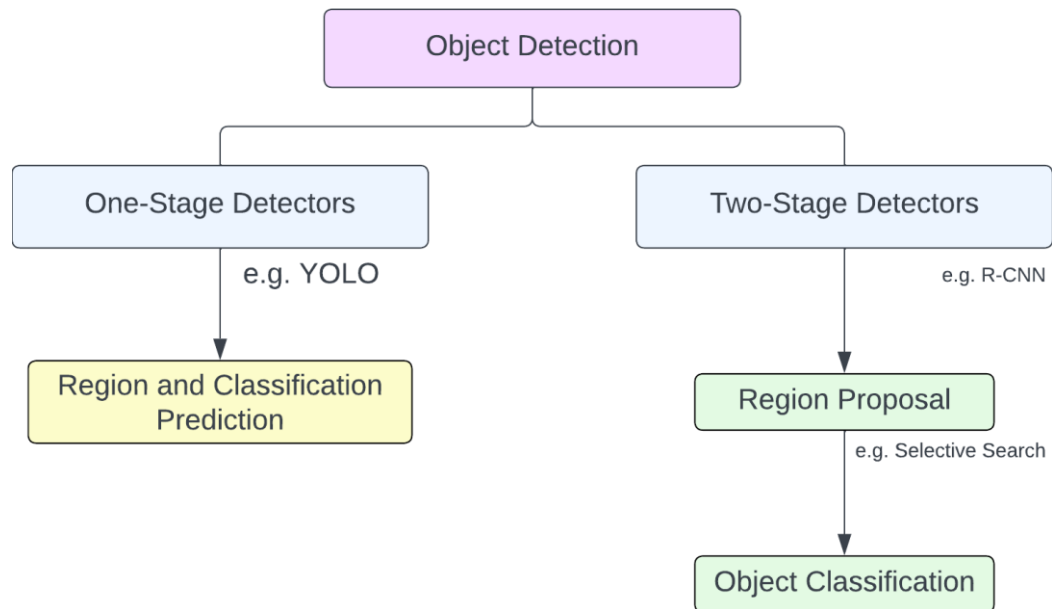 Object Detection
One-Stage Detectors
Two-Stage Detectors
e.g. YOLO
e.g. R-CNN
Region and Classification
Prediction
Region Proposal
e.g. Selective Search
Object Classification